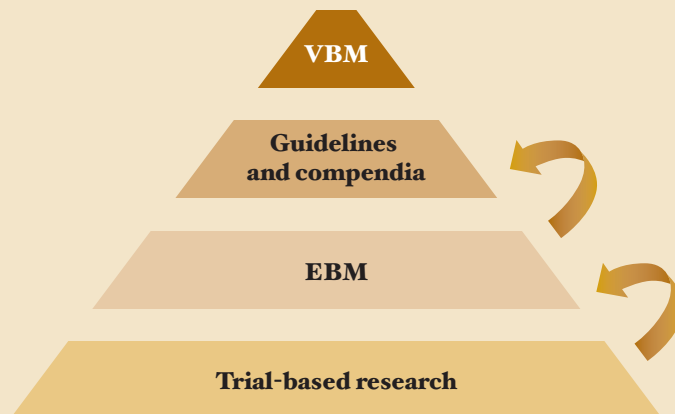 VBM
Guidelines
and compendia
EBM
Trial-based research